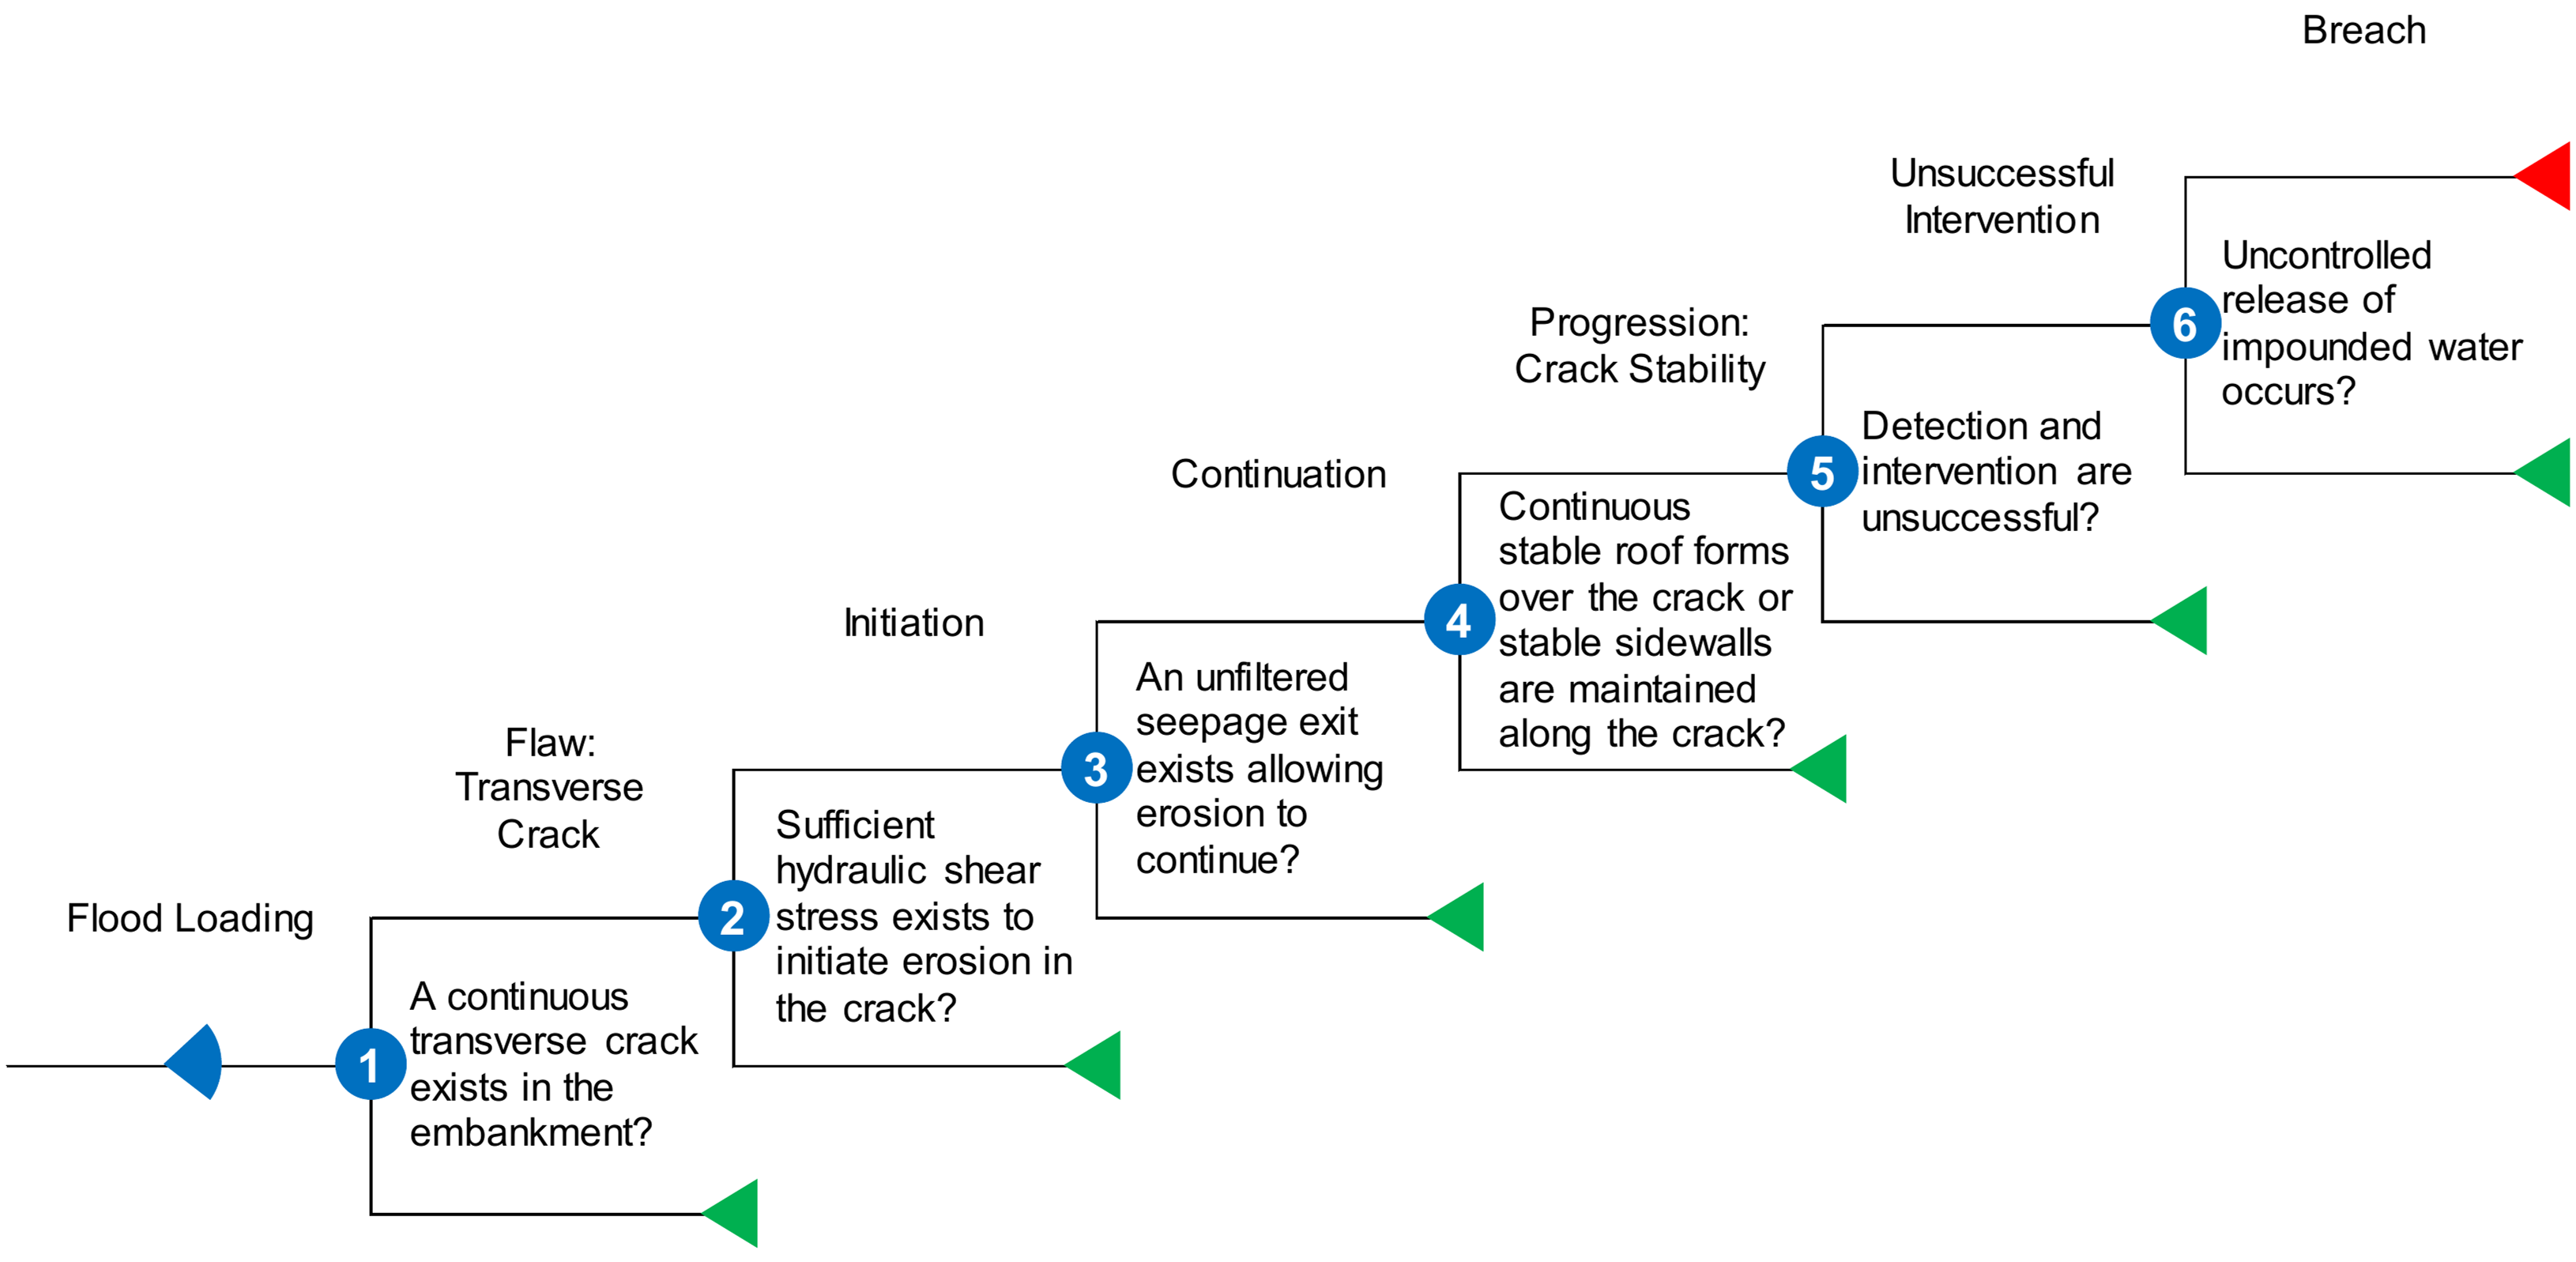 Flood Loading
1
A continuous
transverse crack
exists in the
embankment?
Flaw:
Transverse
Crack
2
Sufficient
hydraulic shear
stress exists to
initiate erosion in
the crack?
Initiation
3
An unfiltered
seepage exit
exists allowing
erosion to
continue?
Continuation
4
Continuous
stable roof forms
over the crack or
stable sidewalls
are maintained
along the crack?
Progression:
Crack Stability
5
Detection and
intervention are
unsuccessful?
Unsuccessful
Intervention
6
Uncontrolled
release of
impounded water
occurs?
Breach